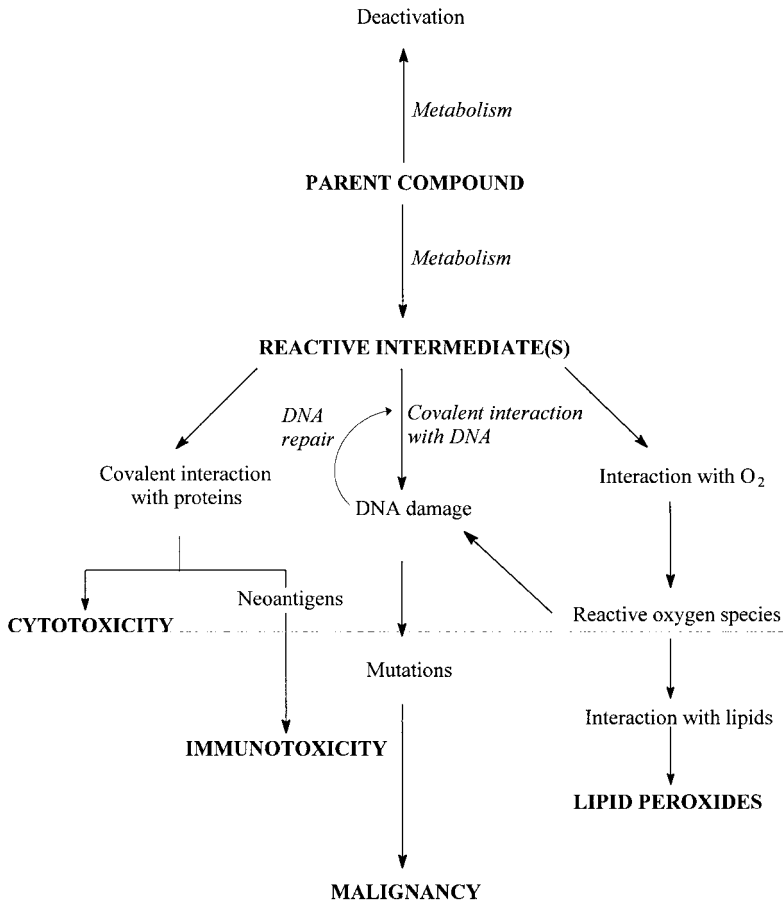 Deactivation
Metabolism
PARENT COMPOUND
Metabolism
REACTIVE INTERMEDIATE(S)
DNA
repair
Covalent interaction
with DNA
Covalent interaction
with proteins
Interaction with O₂
DNA damage
Neoantigens
CYTOTOXICITY
Reactive oxygen species
Mutations
Interaction with lipids
IMMUNOTOXICITY
LIPID PEROXIDES
MALIGNANCY